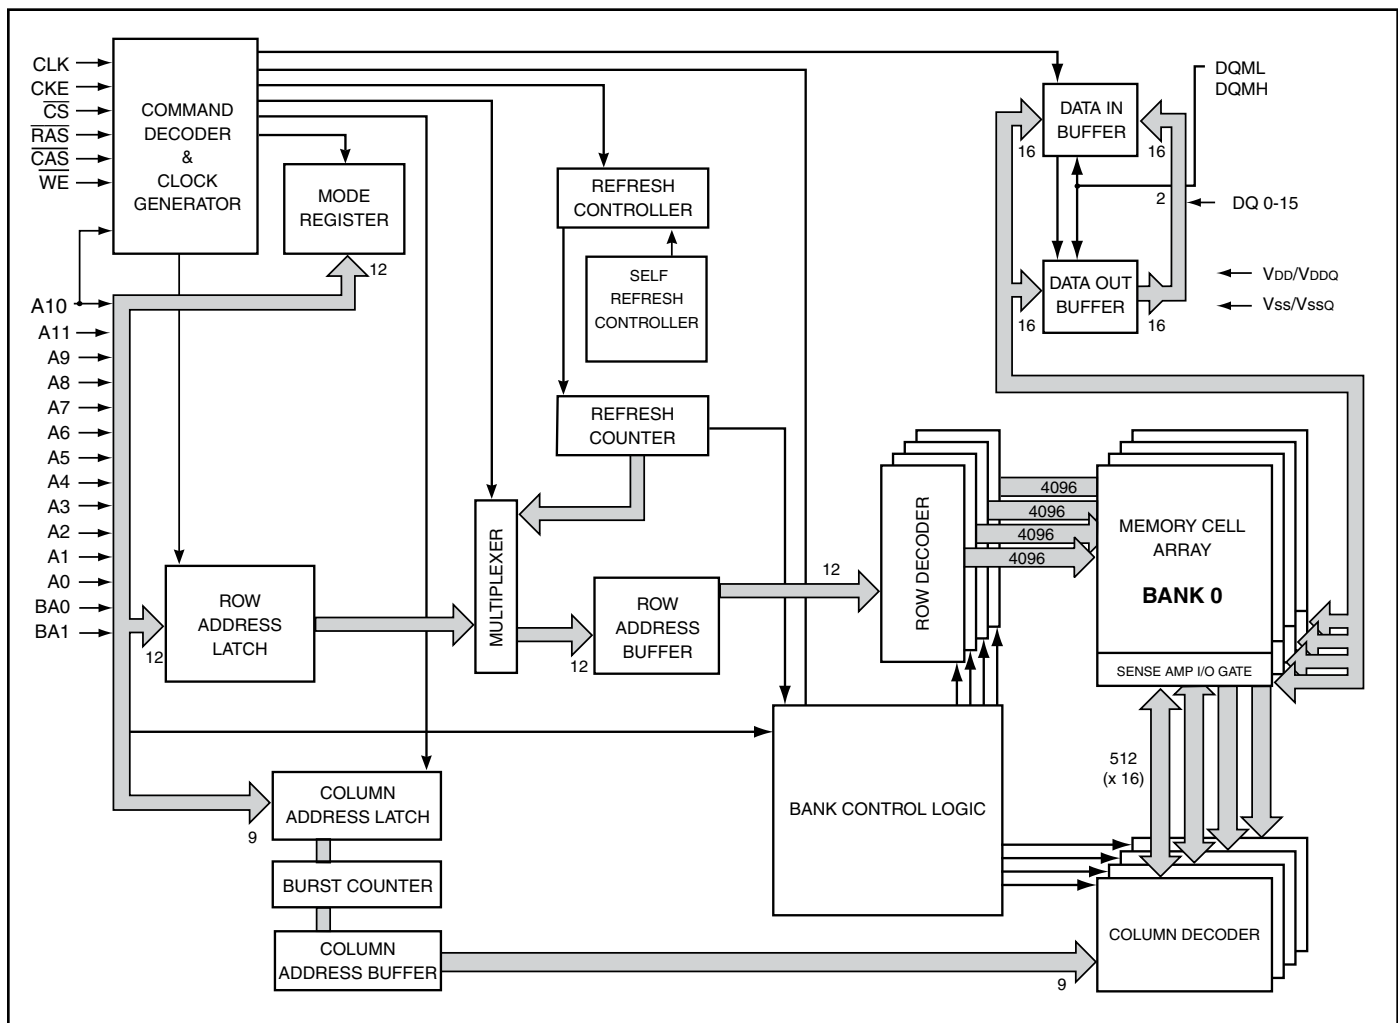 CLK
CKE
CS
RAS
CAS
WE
COMMAND
DECODER
&
CLOCK
GENERATOR
MODE
REGISTER
12
REFRESH
CONTROLLER
SELF
REFRESH
CONTROLLER
REFRESH
COUNTER
DQML
DQMH
DATA IN
BUFFER
16
16
2
DQ 0-15
DATA OUT
BUFFER
16
16
VDD/VDDQ
Vss/VssQ
A10
A11
A9
A8
A7
A6
A5
A4
A3
A2
A1
A0
BA0
BA1
12
ROW
ADDRESS
LATCH
MULTIPLEXER
12
ROW
ADDRESS
BUFFER
12
ROW DECODER
4096
4096
4096
4096
MEMORY CELL
ARRAY
BANK 0
SENSE AMP I/O GATE
512
(x 16)
BANK CONTROL LOGIC
9
COLUMN
ADDRESS LATCH
BURST COUNTER
COLUMN
ADDRESS BUFFER
9
COLUMN DECODER